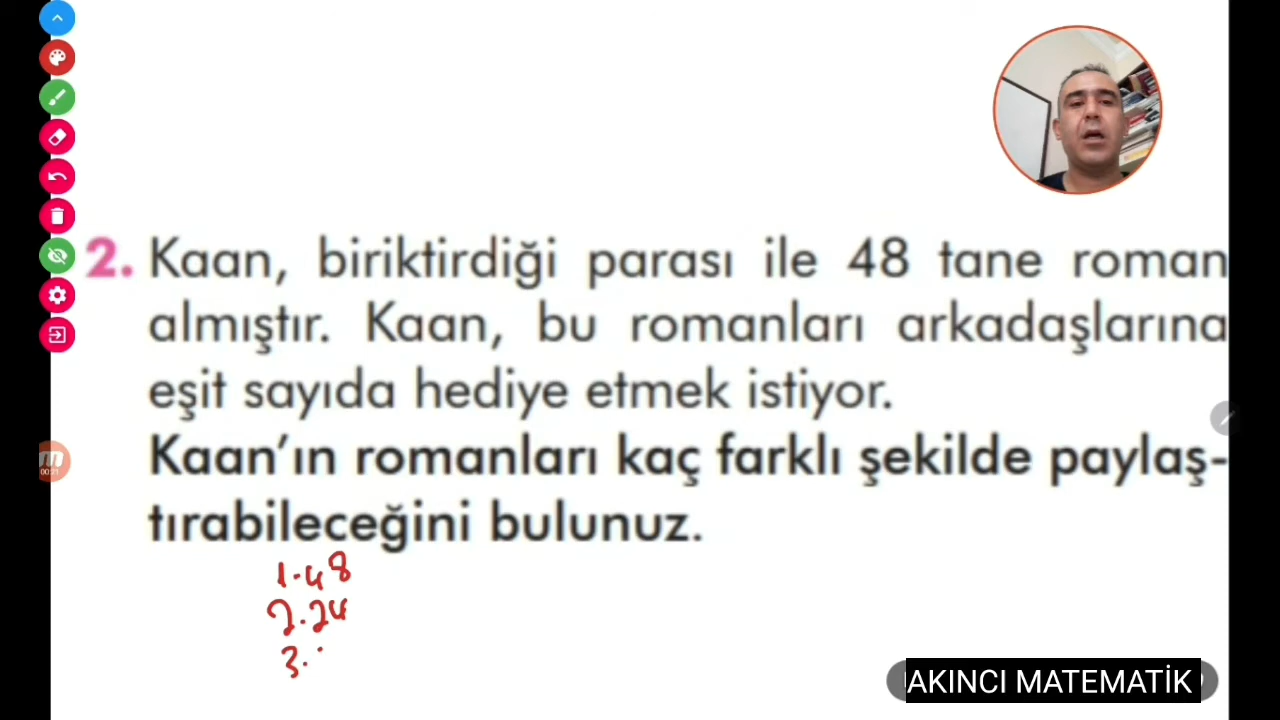 2. Kaan, biriktirdiği parası ile 48 tane roman
almıştır. Kaan, bu romanları arkadaşlarına
eşit sayıda hediye etmek istiyor.
Kaan’ın romanları kaç farklı şekilde paylaş-
tırabileceğini bulunuz.
1.48
2.24
3.
AKINCI MATEMATİK